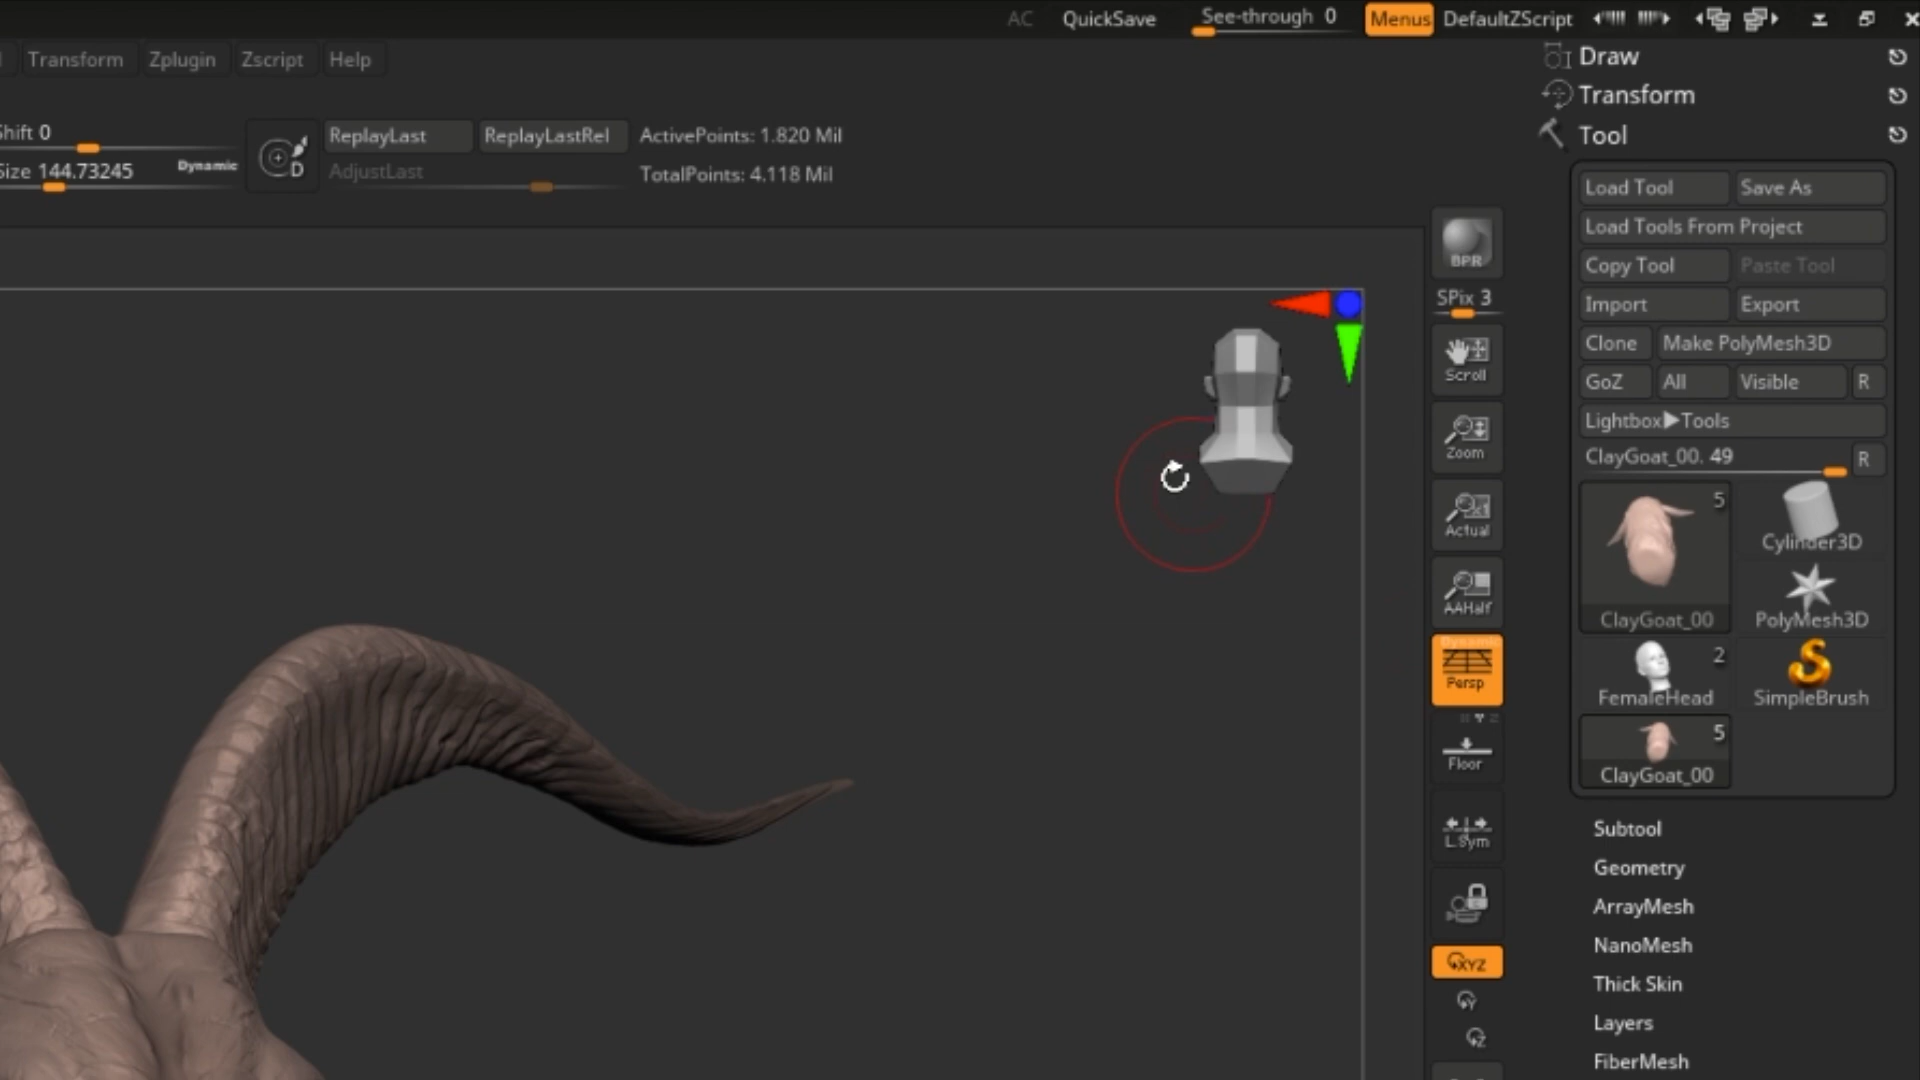 AC QuickSave See-through 0 Menus DefaultZScript
Transform Zplugin Zscript Help
Draw
Transform
Tool
Shift 0
Size 144.73245 Dynamic
D
ReplayLast ReplayLastRel ActivePoints: 1.820 Mil
AdjustLast TotalPoints: 4.118 Mil
BPR
SPix 3
Scroll
Zoom
Actual
AAHalf
Dynamic
Persp
Floor
L.Sym
XYZ
Y
Z
Load Tool Save As
Load Tools From Project
Copy Tool Paste Tool
Import Export
Clone Make PolyMesh3D
GoZ All Visible R
Lightbox▶Tools
ClayGoat_00. 49 R
5
ClayGoat_00
Cylinder3D
PolyMesh3D
2
FemaleHead
SimpleBrush
5
ClayGoat_00
Subtool
Geometry
ArrayMesh
NanoMesh
Thick Skin
Layers
FiberMesh